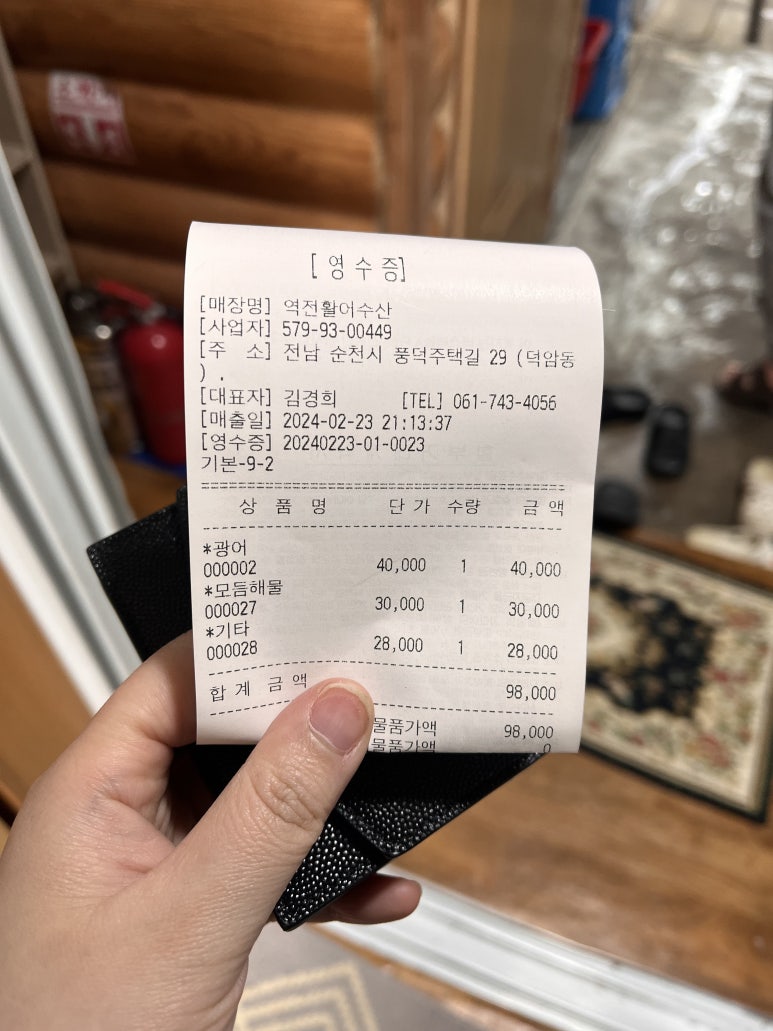 [ 영 수 증]
[매장명] 역전활어수산
[사업자] 579-93-00449
[주 소] 전남 순천시 풍덕주택길 29 (덕암동
) .
[대표자] 김경희 [TEL] 061-743-4056
[매출일] 2024-02-23 21:13:37
[영수증] 20240223-01-0023
기본-9-2
상 품 명 단 가 수량 금 액
*광어
000002 40,000 1 40,000
*모듬해물
000027 30,000 1 30,000
*기타
000028 28,000 1 28,000
합 계 금 액 98,000
물품가액 98,000
물품가액 0